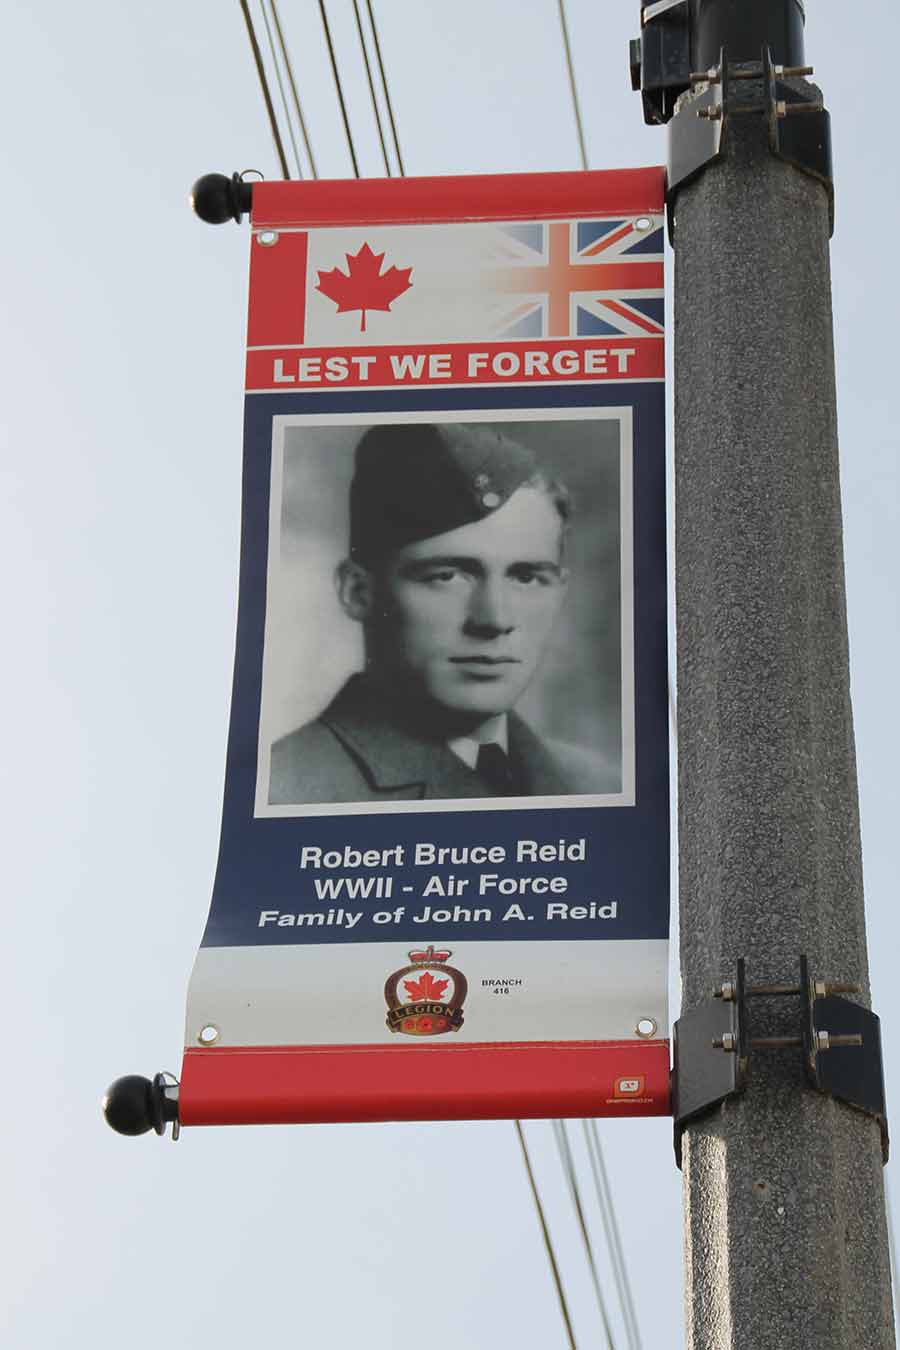 LEST WE FORGET
Robert Bruce Reid
WWII - Air Force
Family of John A. Reid
BRANCH
416
LEGION